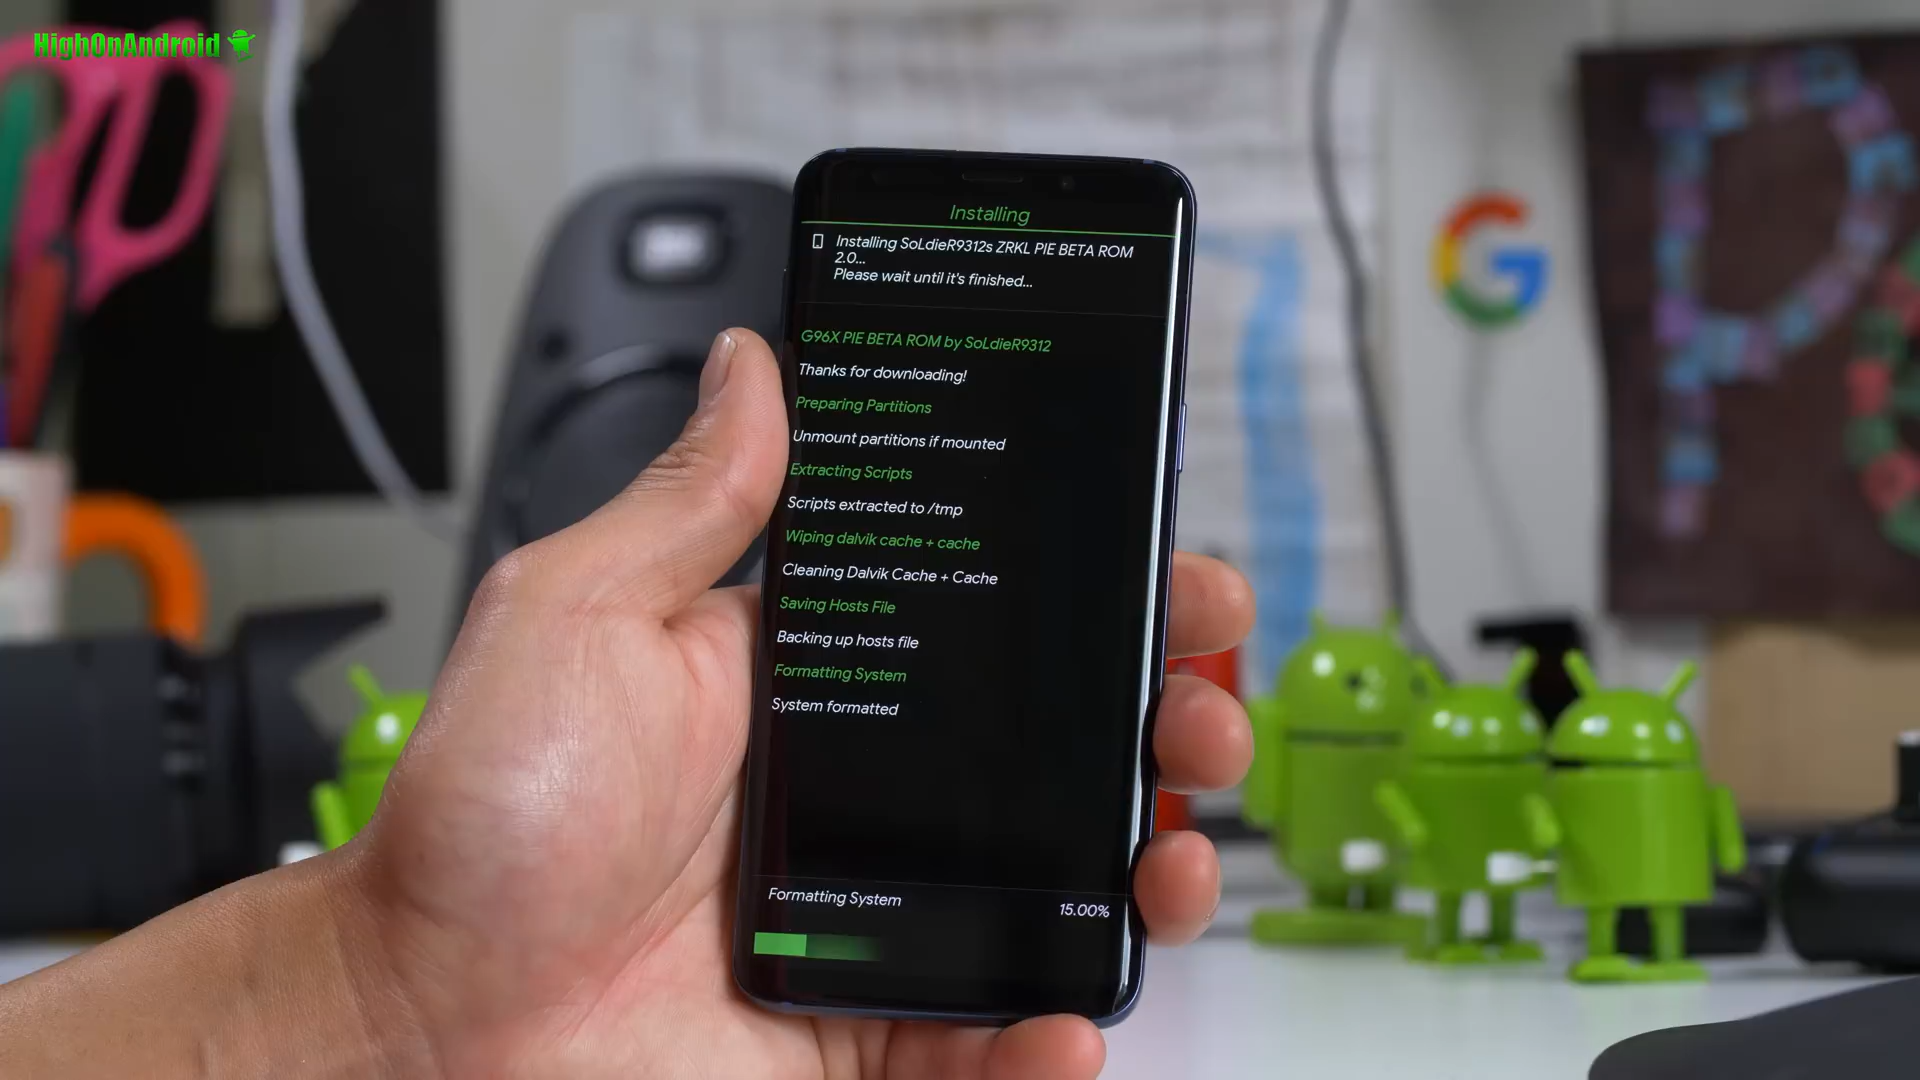 HighOnAndroid
Installing
Installing SoLdieR9312s ZRKL PIE BETA ROM
2.0...
Please wait until it's finished...
G96X PIE BETA ROM by SoLdieR9312
Thanks for downloading!
Preparing Partitions
Unmount partitions if mounted
Extracting Scripts
Scripts extracted to /tmp
Wiping dalvik cache + cache
Cleaning Dalvik Cache + Cache
Saving Hosts File
Backing up hosts file
Formatting System
System formatted
Formatting System
15.00%
G